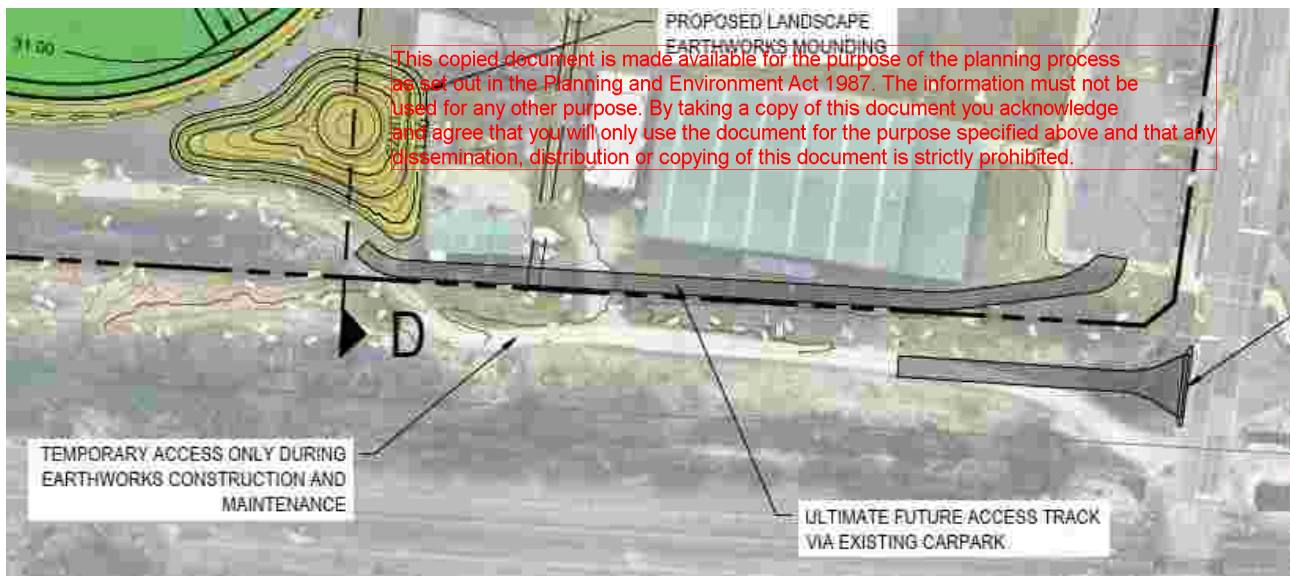 PROPOSED LANDSCAPE
EARTHWORKS MOUNDING
This copied document is made available for the purpose of the planning process
as set out in the Planning and Environment Act 1987. The information must not be
used for any other purpose. By taking a copy of this document you acknowledge
and agree that you will only use the document for the purpose specified above and that any
dissemination, distribution or copying of this document is strictly prohibited.
31.00
D
TEMPORARY ACCESS ONLY DURING
EARTHWORKS CONSTRUCTION AND
MAINTENANCE
ULTIMATE FUTURE ACCESS TRACK
VIA EXISTING CARPARK